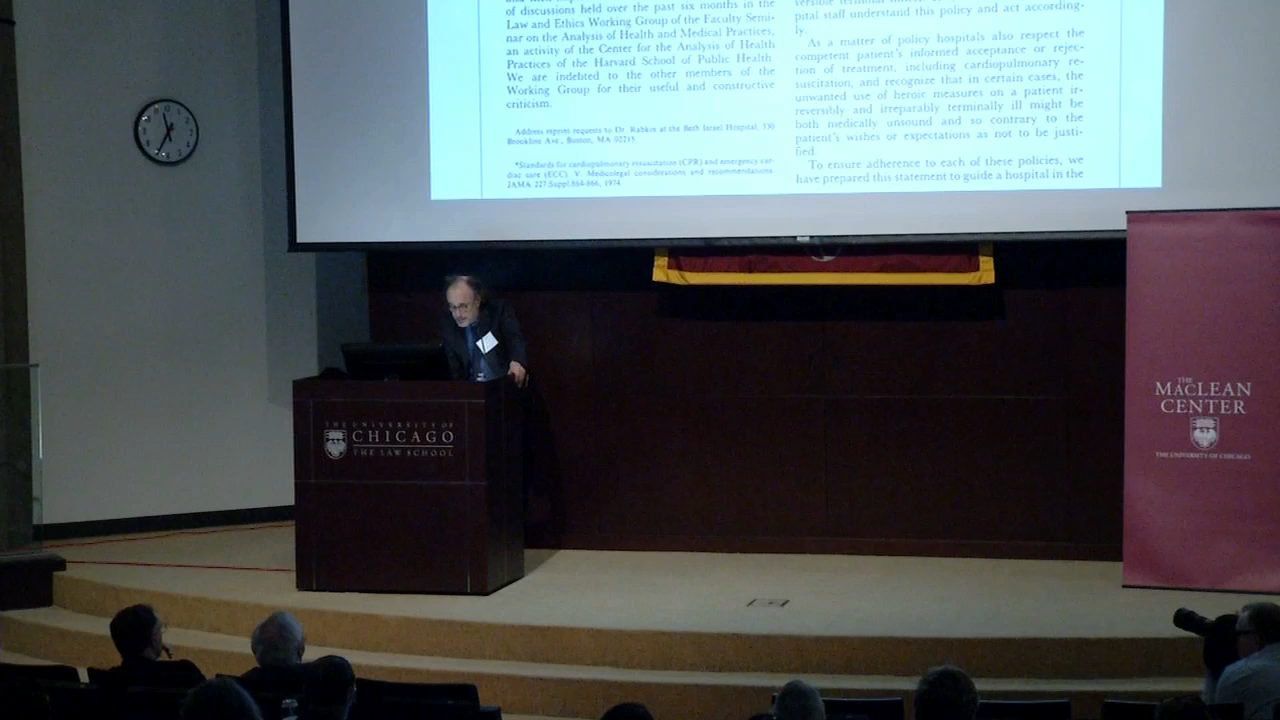 of discussions held over the past six months in the
Law and Ethics Working Group of the Faculty Semi-
nar on the Analysis of Health and Medical Practices,
an activity of the Center for the Analysis of Health
Practices of the Harvard School of Public Health.
We are indebted to the other members of the
Working Group for their useful and constructive
criticism.
Address reprint requests to Dr. Rabkin at the Beth Israel Hospital, 330
Brookline Ave., Boston, MA 02215.
*Standards for cardiopulmonary resuscitation (CPR) and emergency car-
diac care (ECC). V. Medicolegal considerations and recommendations.
JAMA 227:Suppl:864-866, 1974
pital staff understand this policy and act according-
ly.
As a matter of policy hospitals also respect the
competent patient's informed acceptance or rejec-
tion of treatment, including cardiopulmonary re-
suscitation, and recognize that in certain cases, the
unwanted use of heroic measures on a patient ir-
reversibly and irreparably terminally ill might be
both medically unsound and so contrary to the
patient's wishes or expectations as not to be justi-
fied.
To ensure adherence to each of these policies, we
have prepared this statement to guide a hospital in the
THE UNIVERSITY OF
CHICAGO
THE LAW SCHOOL
THE
MACLEAN
CENTER
THE UNIVERSITY OF CHICAGO